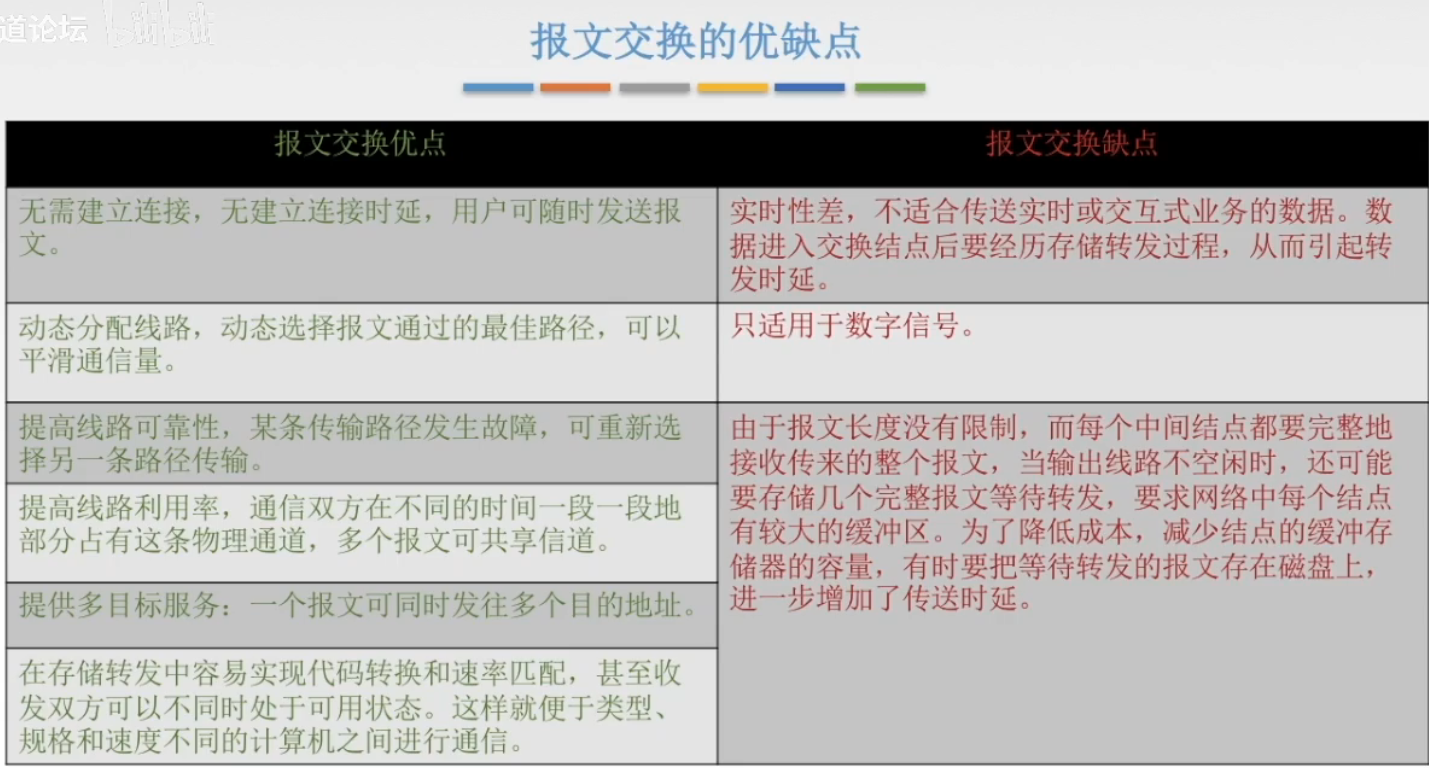 道论坛 bilibili
报文交换的优缺点
报文交换优点
报文交换缺点
无需建立连接，无建立连接时延，用户可随时发送报
文。
实时性差，不适合传送实时或交互式业务的数据。数
据进入交换结点后要经历存储转发过程，从而引起转
发时延。
动态分配线路，动态选择报文通过的最佳路径，可以
平滑通信量。
只适用于数字信号。
提高线路可靠性，某条传输路径发生故障，可重新选
择另一条路径传输。
提高线路利用率，通信双方在不同的时间一段一段地
部分占有这条物理通道，多个报文可共享信道。
提供多目标服务：一个报文可同时发往多个目的地址。
在存储转发中容易实现代码转换和速率匹配，甚至收
发双方可以不同时处于可用状态。这样就便于类型、
规格和速度不同的计算机之间进行通信。
由于报文长度没有限制，而每个中间结点都要完整地
接收传来的整个报文，当输出线路不空闲时，还可能
要存储几个完整报文等待转发，要求网络中每个结点
有较大的缓冲区。为了降低成本，减少结点的缓冲存
储器的容量，有时要把等待转发的报文存在磁盘上，
进一步增加了传送时延。